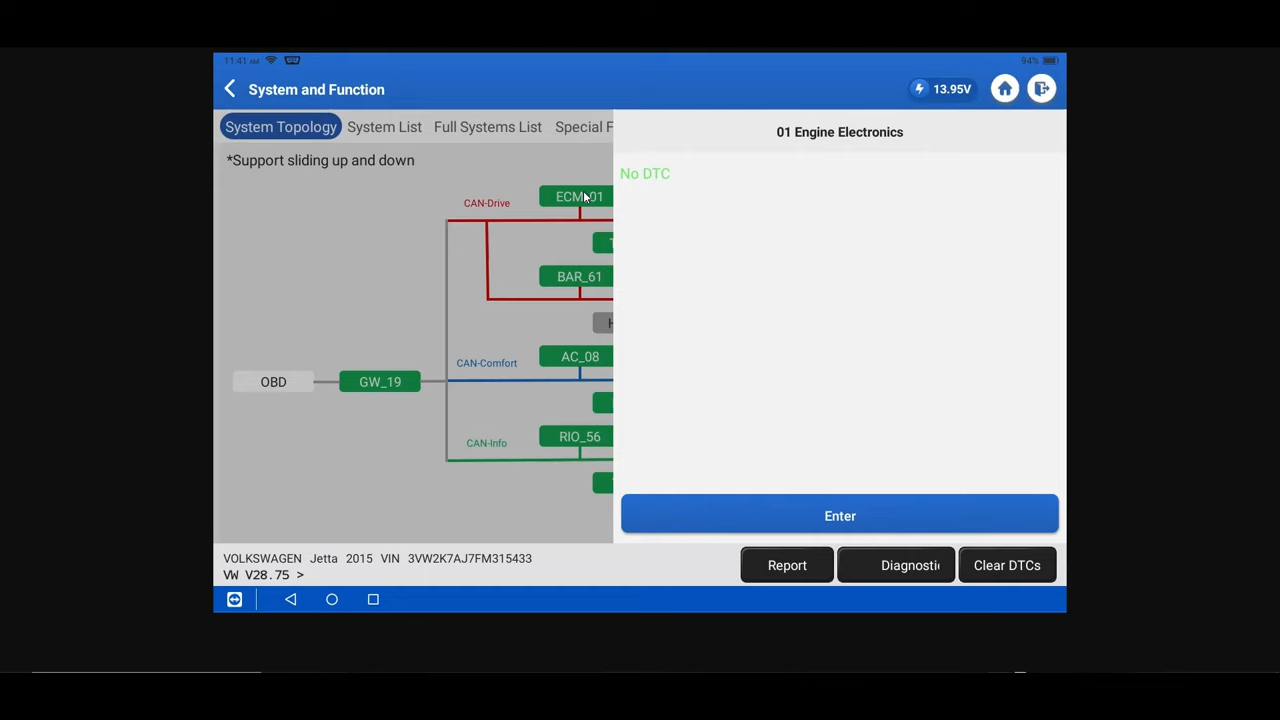 11:41 AM
94%
System and Function
13.95V
System Topology
System List
Full Systems List
Special F
*Support sliding up and down
01 Engine Electronics
No DTC
CAN-Drive
ECM_01
BAR_61
CAN-Comfort
AC_08
OBD
GW_19
CAN-Info
RIO_56
Enter
VOLKSWAGEN Jetta 2015 VIN 3VW2K7AJ7FM315433
VW V28.75 >
Report
Diagnosti
Clear DTCs